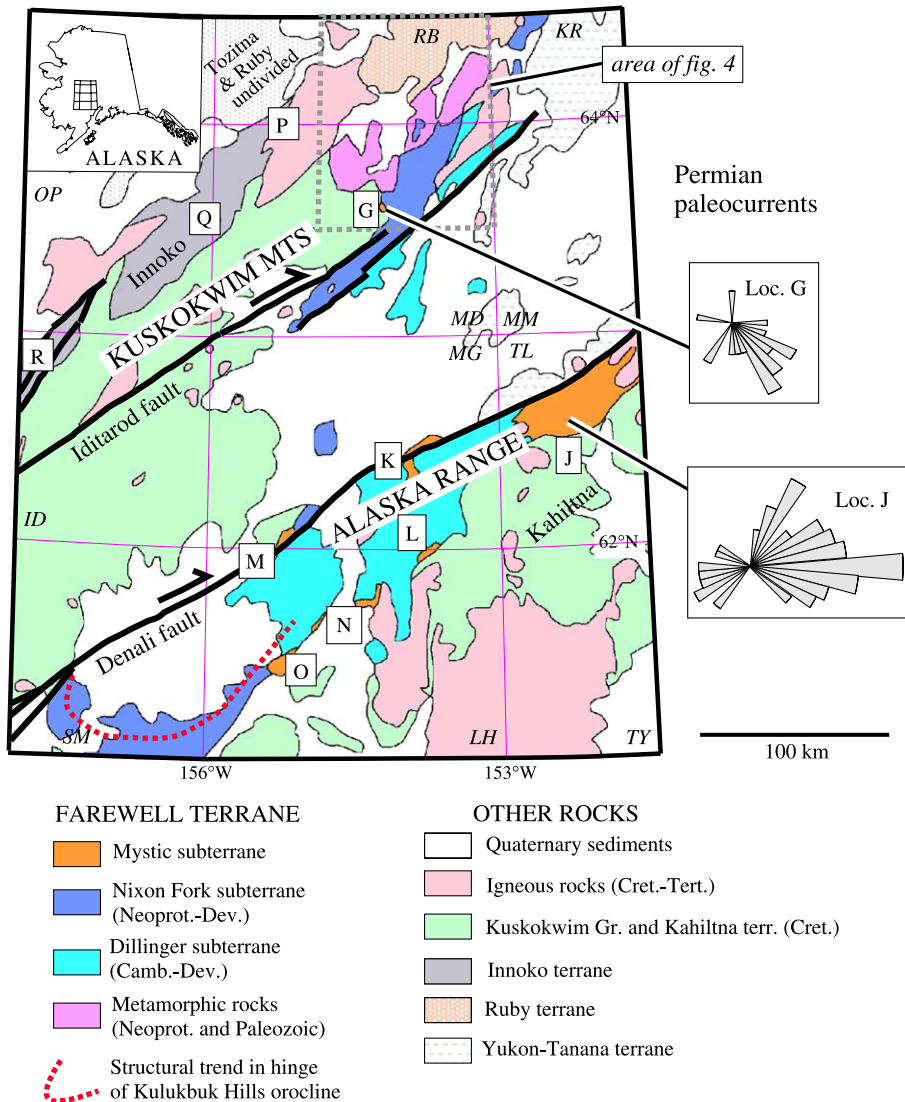 RB
KR
Tozitna
& Ruby
undivided
area of fig. 4
P
64°N
ALASKA
OP
Permian
paleocurrents
Q
G
Innoko
KUSKOKWIM MTS
Loc. G
MD
MM
MG
TL
R
Iditarod fault
K
J
ALASKA RANGE
Loc. J
ID
L
Kahiltna
62°N
M
N
Denali fault
O
SM
LH
TY
100 km
156°W
153°W
FAREWELL TERRANE
Mystic subterrane
Nixon Fork subterrane
(Neoprot.-Dev.)
Dillinger subterrane
(Camb.-Dev.)
Metamorphic rocks
(Neoprot. and Paleozoic)
Structural trend in hinge
of Kulukbuk Hills orocline
OTHER ROCKS
Quaternary sediments
Igneous rocks (Cret.-Tert.)
Kuskokwim Gr. and Kahiltna terr. (Cret.)
Innoko terrane
Ruby terrane
Yukon-Tanana terrane